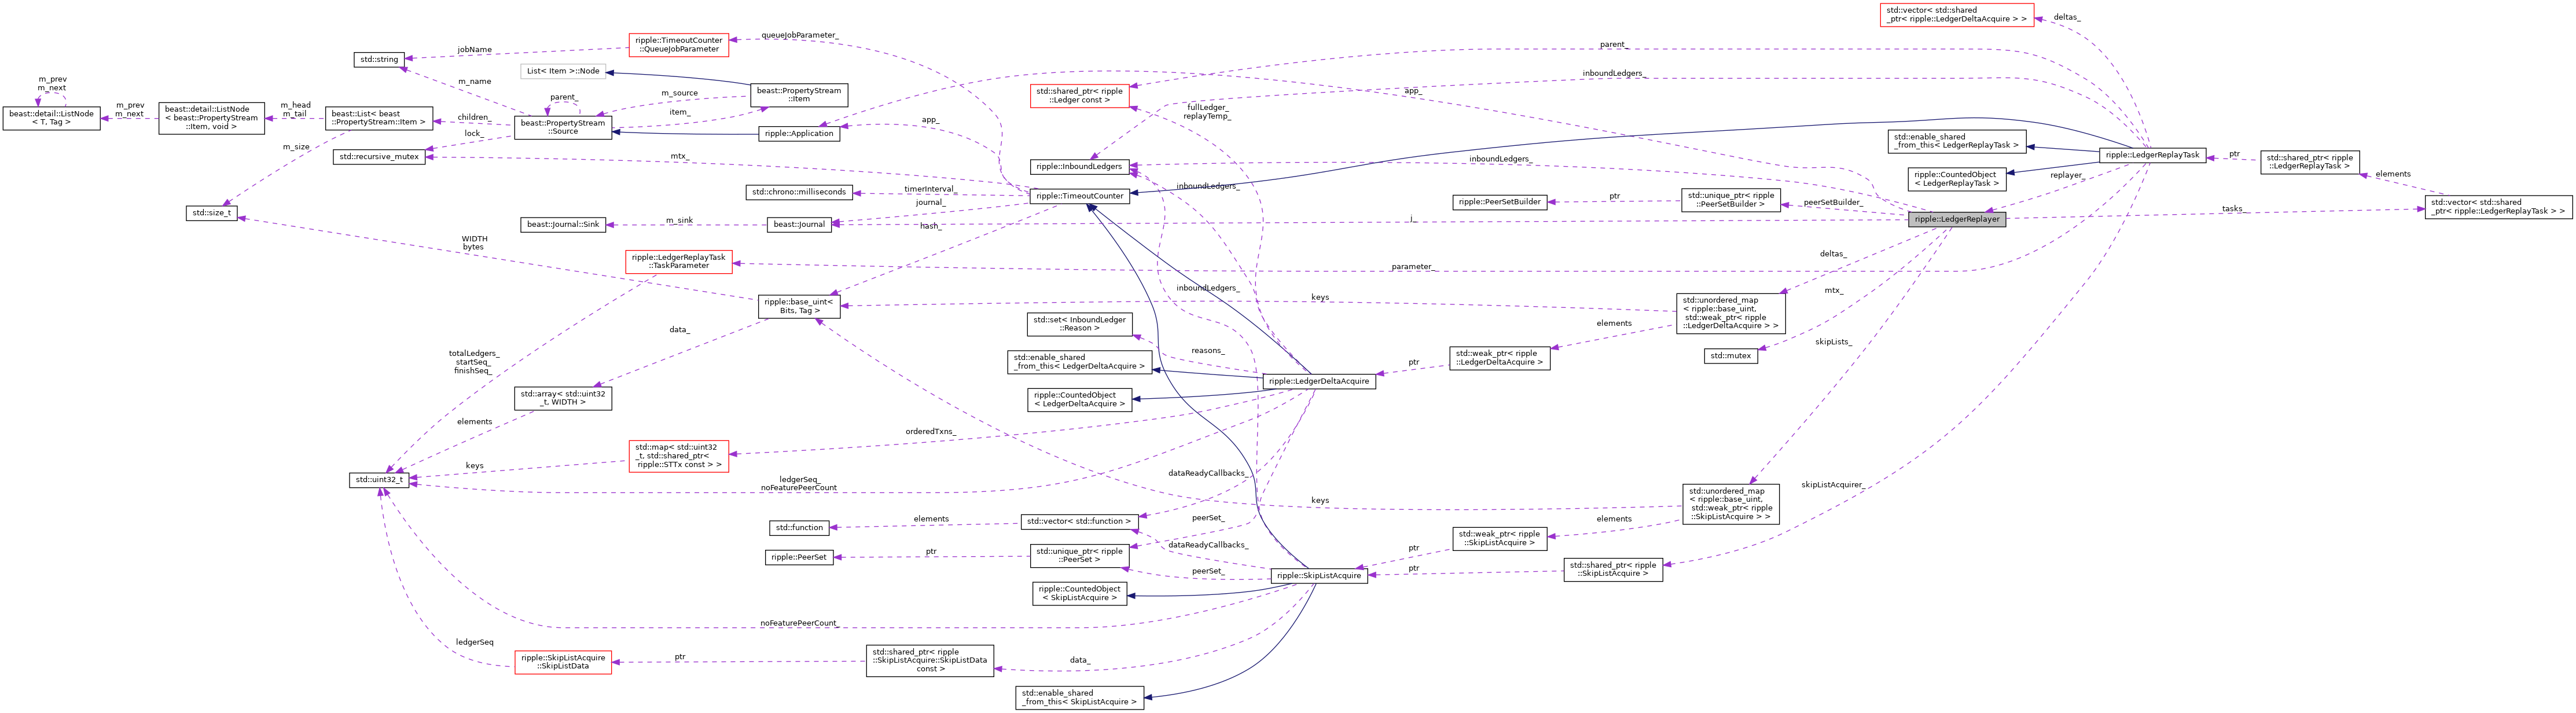 std::vector< std::shared
_ptr< ripple::LedgerDeltaAcquire > >
deltas_
queueJobParameter_
ripple::TimeoutCounter
::QueueJobParameter
parent_
jobName
std::string
List< Item >::Node
inboundLedgers_
m_prev
m_next
m_name
beast::PropertyStream
::Item
m_source
app_
std::shared_ptr< ripple
::Ledger const >
parent_
beast::detail::ListNode
< T, Tag >
m_prev
m_next
beast::detail::ListNode
< beast::PropertyStream
::Item, void >
m_head
m_tail
beast::List< beast
::PropertyStream::Item >
children_
beast::PropertyStream
::Source
item_
fullLedger_
replayTemp_
app_
lock_
ripple::Application
std::enable_shared
_from_this< LedgerReplayTask >
m_size
std::recursive_mutex
mtx_
ripple::InboundLedgers
inboundLedgers_
ripple::LedgerReplayTask
ptr
std::shared_ptr< ripple
::LedgerReplayTask >
ripple::CountedObject
< LedgerReplayTask >
replayer_
elements
std::chrono::milliseconds
timerInterval_
ripple::TimeoutCounter
inboundLedgers_
ripple::PeerSetBuilder
ptr
std::unique_ptr< ripple
::PeerSetBuilder >
peerSetBuilder_
std::size_t
journal_
std::vector< std::shared
_ptr< ripple::LedgerReplayTask > >
tasks_
ripple::LedgerReplayer
j_
beast::Journal::Sink
m_sink
beast::Journal
hash_
WIDTH
bytes
ripple::LedgerReplayTask
::TaskParameter
parameter_
deltas_
inboundLedgers_
mtx_
ripple::base_uint<
Bits, Tag >
keys
std::unordered_map
< ripple::base_uint,
std::weak_ptr< ripple
::LedgerDeltaAcquire > >
data_
std::set< InboundLedger
::Reason >
elements
skipLists_
totalLedgers_
startSeq_
finishSeq_
reasons_
std::enable_shared
_from_this< LedgerDeltaAcquire >
ptr
std::weak_ptr< ripple
::LedgerDeltaAcquire >
std::mutex
ripple::LedgerDeltaAcquire
std::array< std::uint32
_t, WIDTH >
ripple::CountedObject
< LedgerDeltaAcquire >
elements
orderedTxns_
std::map< std::uint32
_t, std::shared_ptr<
ripple::STTx const > >
keys
std::uint32_t
ledgerSeq_
noFeaturePeerCount
dataReadyCallbacks_
skipListAcquirer_
keys
std::unordered_map
< ripple::base_uint,
std::weak_ptr< ripple
::SkipListAcquire > >
std::function
elements
std::vector< std::function >
peerSet_
elements
std::weak_ptr< ripple
::SkipListAcquire >
ripple::PeerSet
ptr
std::unique_ptr< ripple
::PeerSet >
dataReadyCallbacks_
ptr
peerSet_
ripple::SkipListAcquire
ptr
std::shared_ptr< ripple
::SkipListAcquire >
ripple::CountedObject
< SkipListAcquire >
noFeaturePeerCount_
ledgerSeq
ripple::SkipListAcquire
::SkipListData
ptr
std::shared_ptr< ripple
::SkipListAcquire::SkipListData
const >
data_
std::enable_shared
_from_this< SkipListAcquire >